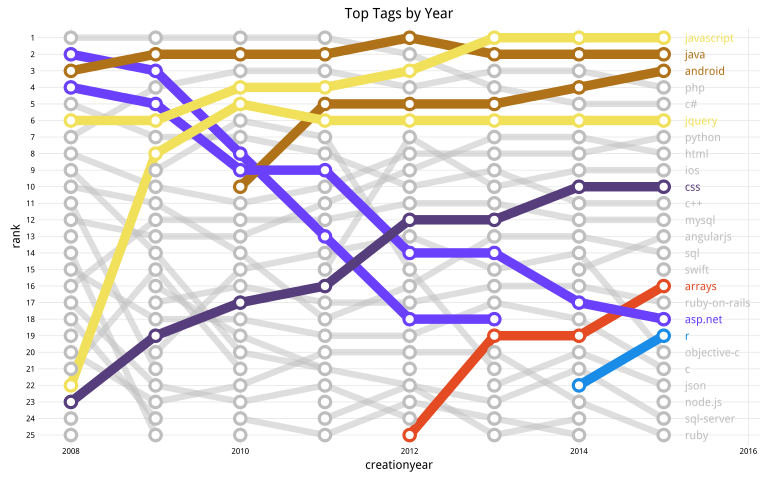 Top Tags by Year
rank
1
2
3
4
5
6
7
8
9
10
11
12
13
14
15
16
17
18
19
20
21
22
23
24
25
javascript
java
android
php
c#
jquery
python
html
ios
css
c++
mysql
angularjs
sql
swift
arrays
ruby-on-rails
asp.net
r
objective-c
c
json
node.js
sql-server
ruby
2008 2010 2012 2014 2016
creationyear